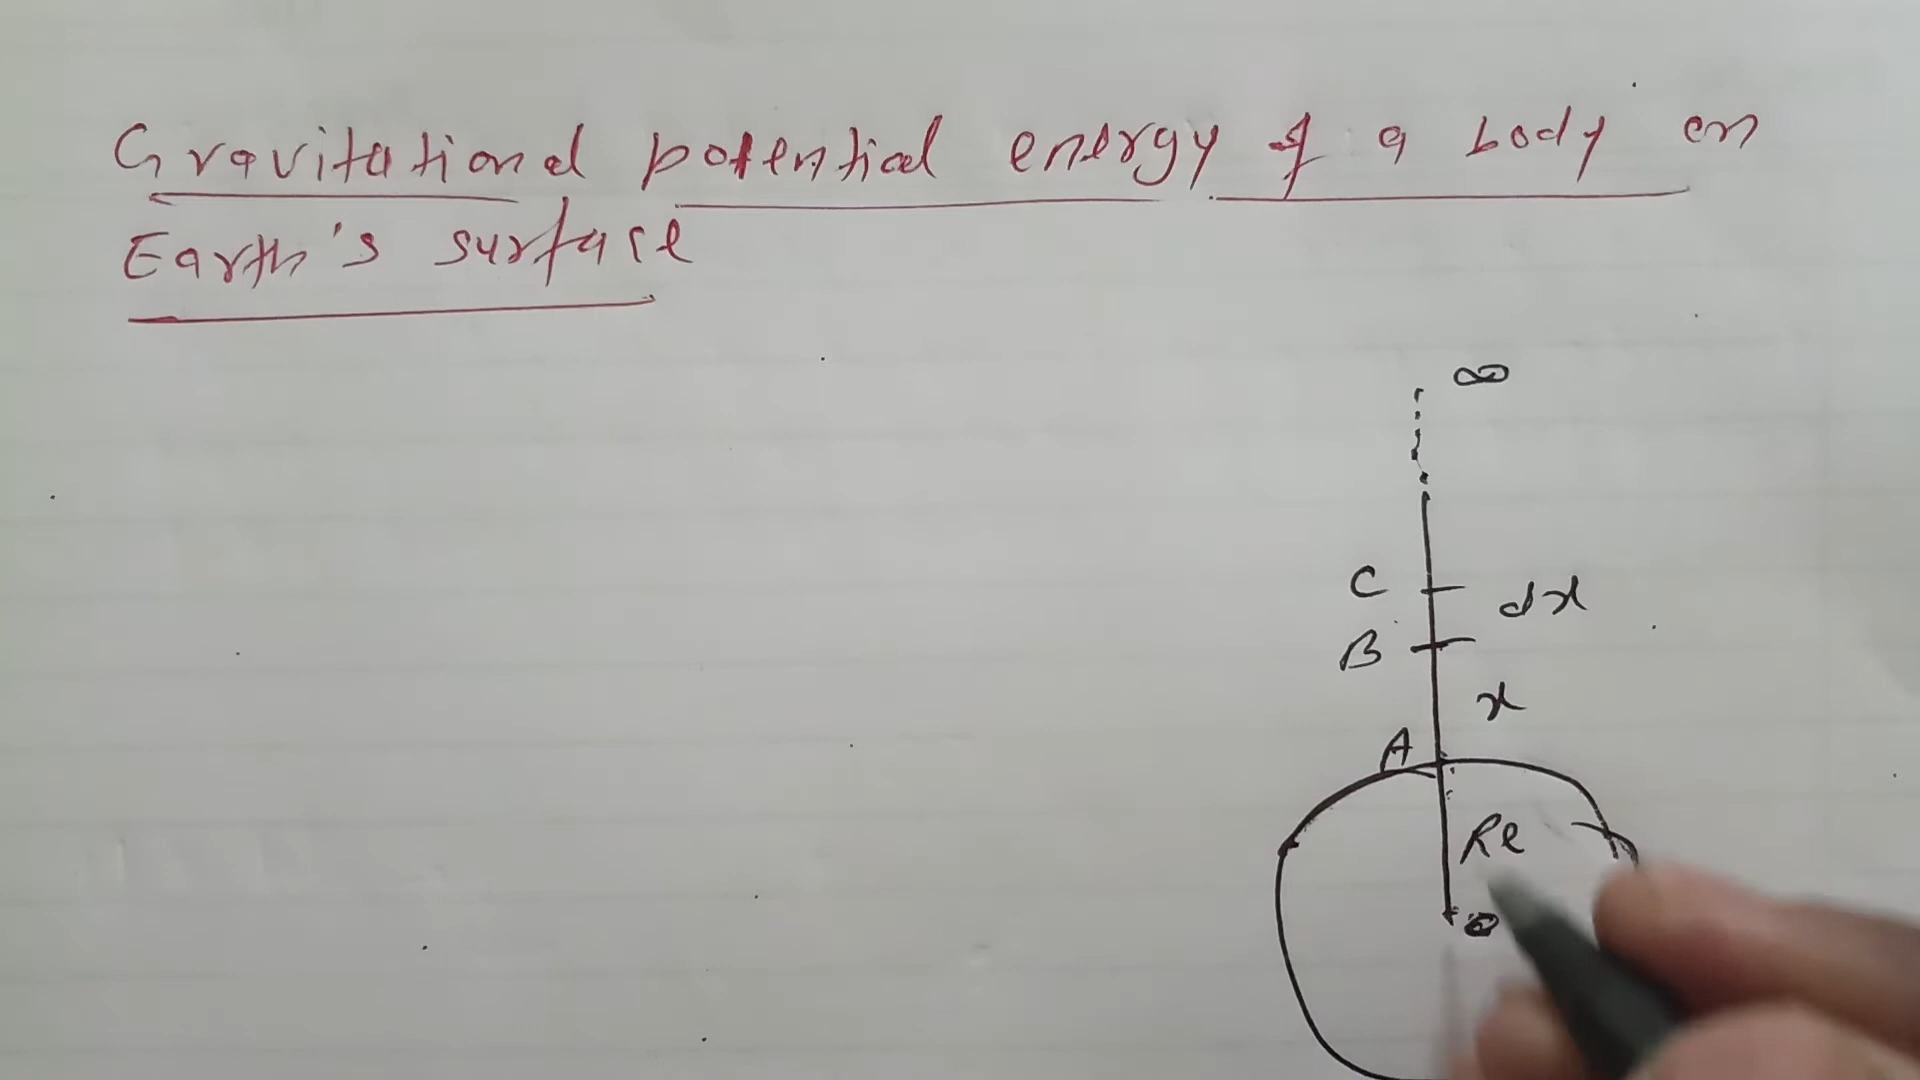 Gravitational potential energy of a body on
Earth's surface
∞
C dx
B
x
A
Re
O